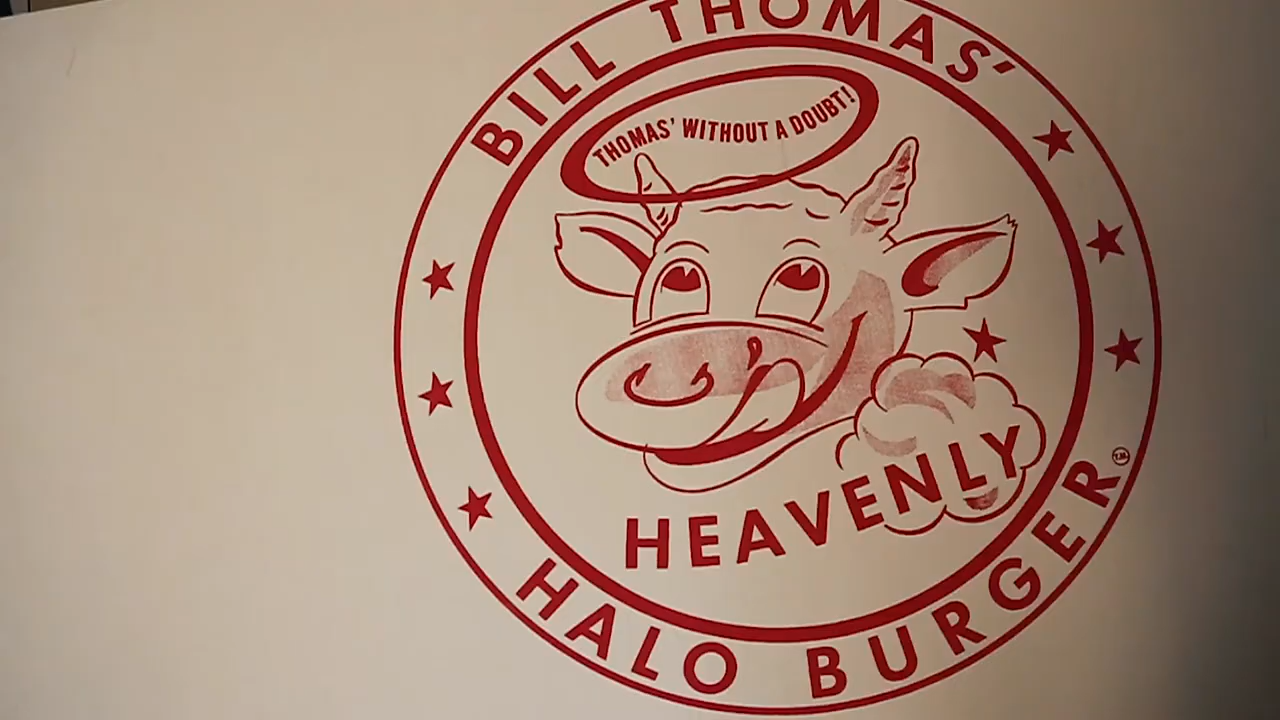 BILL THOMAS'
THOMAS' WITHOUT A DOUBT!
HEAVENLY
HALO BURGER
T.M.